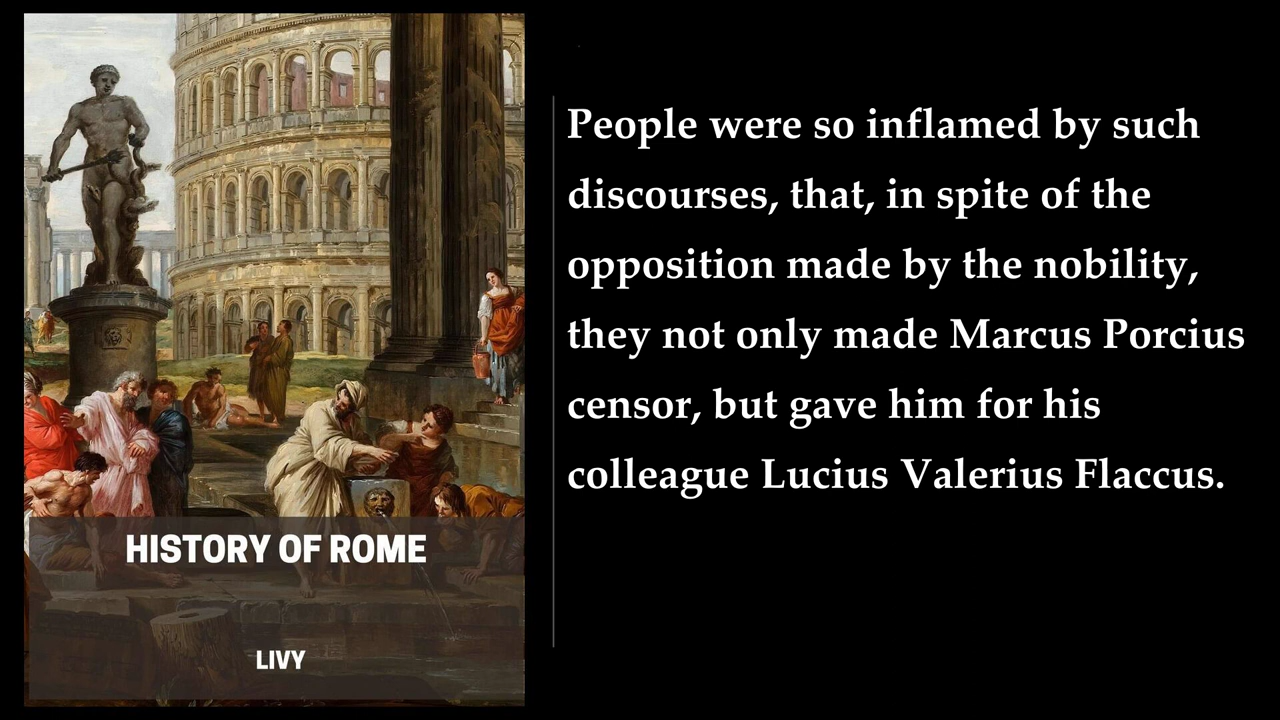 People were so inflamed by such
discourses, that, in spite of the
opposition made by the nobility,
they not only made Marcus Porcius
censor, but gave him for his
colleague Lucius Valerius Flaccus.
HISTORY OF ROME
LIVY